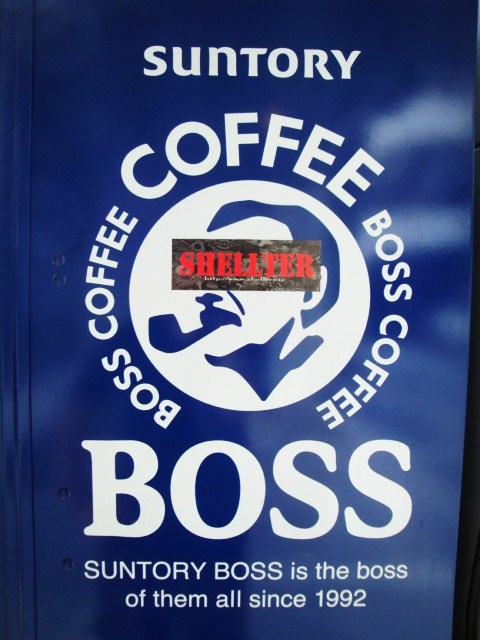 SUNTORY
COFFEE
BOSS COFFEE
BOSS COFFEE
SHELLTER
BOSS
SUNTORY BOSS is the boss
of them all since 1992